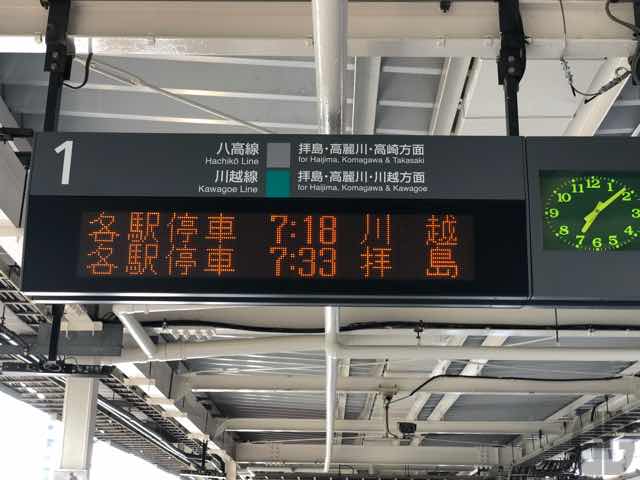 1
八高線 拝島・高麗川・高崎方面
Hachikō Line for Haijima, Komagawa & Takasaki
川越線 拝島・高麗川・川越方面
Kawagoe Line for Haijima, Komagawa & Kawagoe
各駅停車 7:18 川越
各駅停車 7:33 拝島
12
11 1
10 2
9 3
8 4
7 6 5